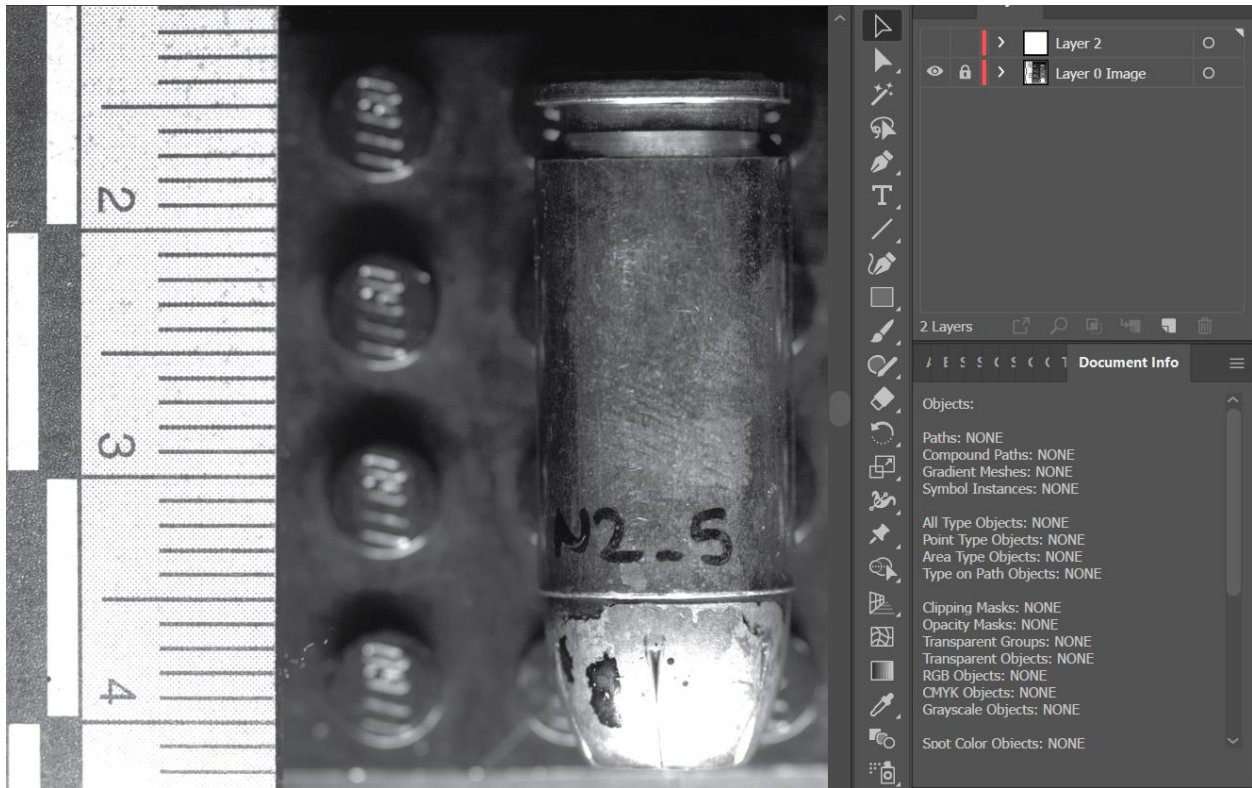 Layer 2
Layer 0 Image
2
3
4
N2_5
2 Layers
Document Info
Objects:
Paths: NONE
Compound Paths: NONE
Gradient Meshes: NONE
Symbol Instances: NONE
All Type Objects: NONE
Point Type Objects: NONE
Area Type Objects: NONE
Type on Path Objects: NONE
Clipping Masks: NONE
Opacity Masks: NONE
Transparent Groups: NONE
Transparent Objects: NONE
RGB Objects: NONE
CMYK Objects: NONE
Grayscale Objects: NONE
Spot Color Objects: NONE